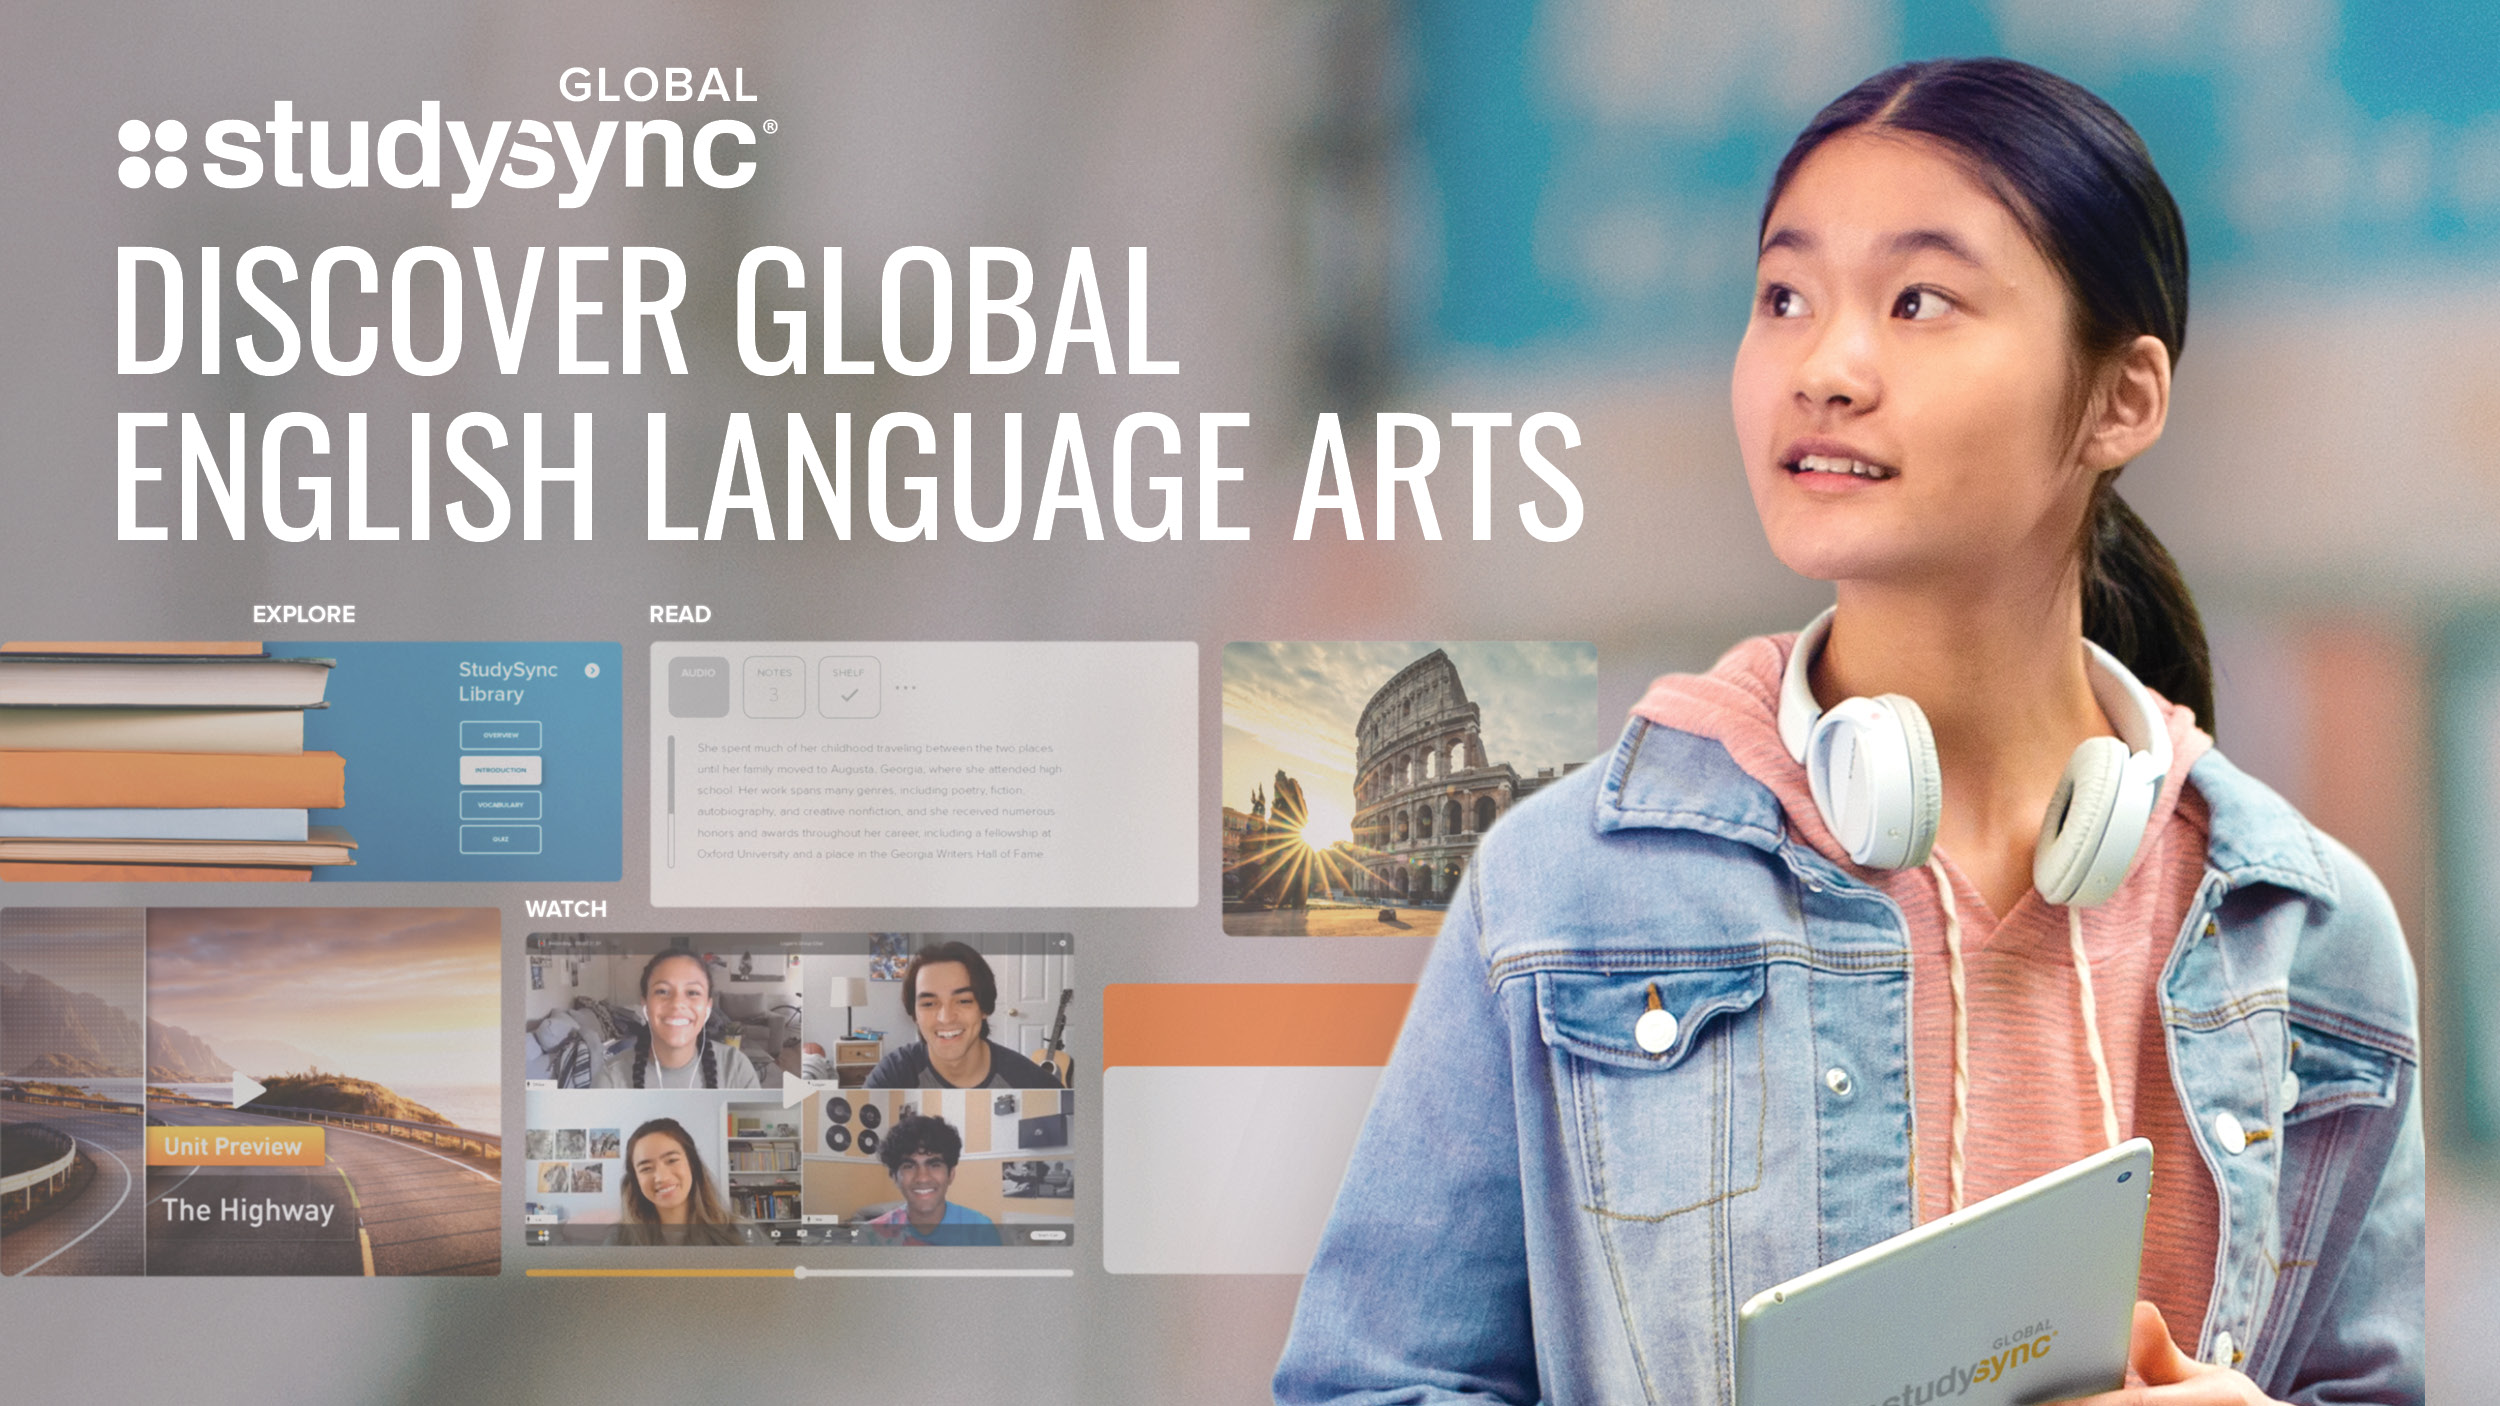 GLOBAL
studysync®
DISCOVER GLOBAL
ENGLISH LANGUAGE ARTS
EXPLORE
StudySync
Library
OVERVIEW
INTRODUCTION
VOCABULARY
QUIZ
READ
AUDIO
NOTES
3
SHELF
She spent much of her childhood traveling between the two places
until her family moved to Augusta, Georgia, where she attended high
school. Her work spans many genres, including poetry, fiction,
autobiography, and creative nonfiction, and she received numerous
honors and awards throughout her career, including a fellowship at
Oxford University and a place in the Georgia Writers Hall of Fame.
Unit Preview
The Highway
WATCH
GLOBAL
studysync®